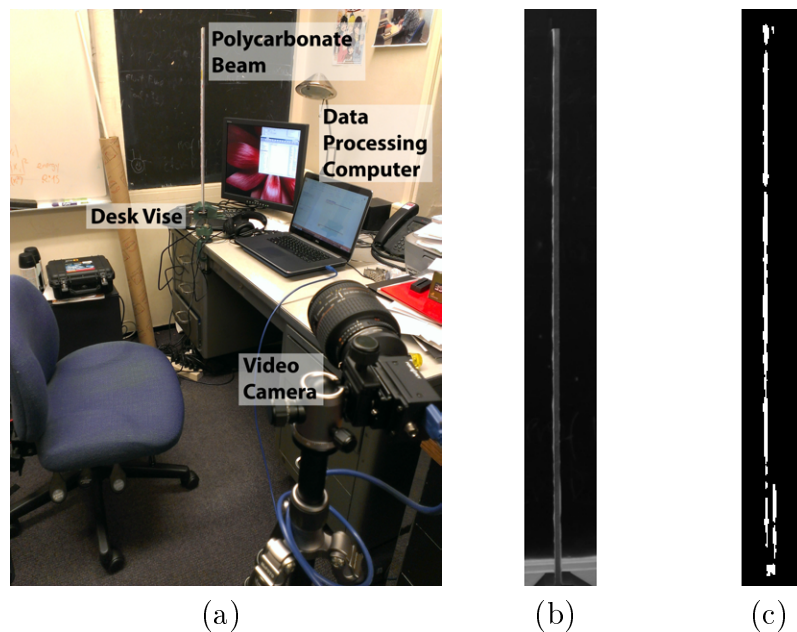 Polycarbonate
Beam
Data
Processing
Computer
Desk Vise
Video
Camera
(a)
(b)
(c)